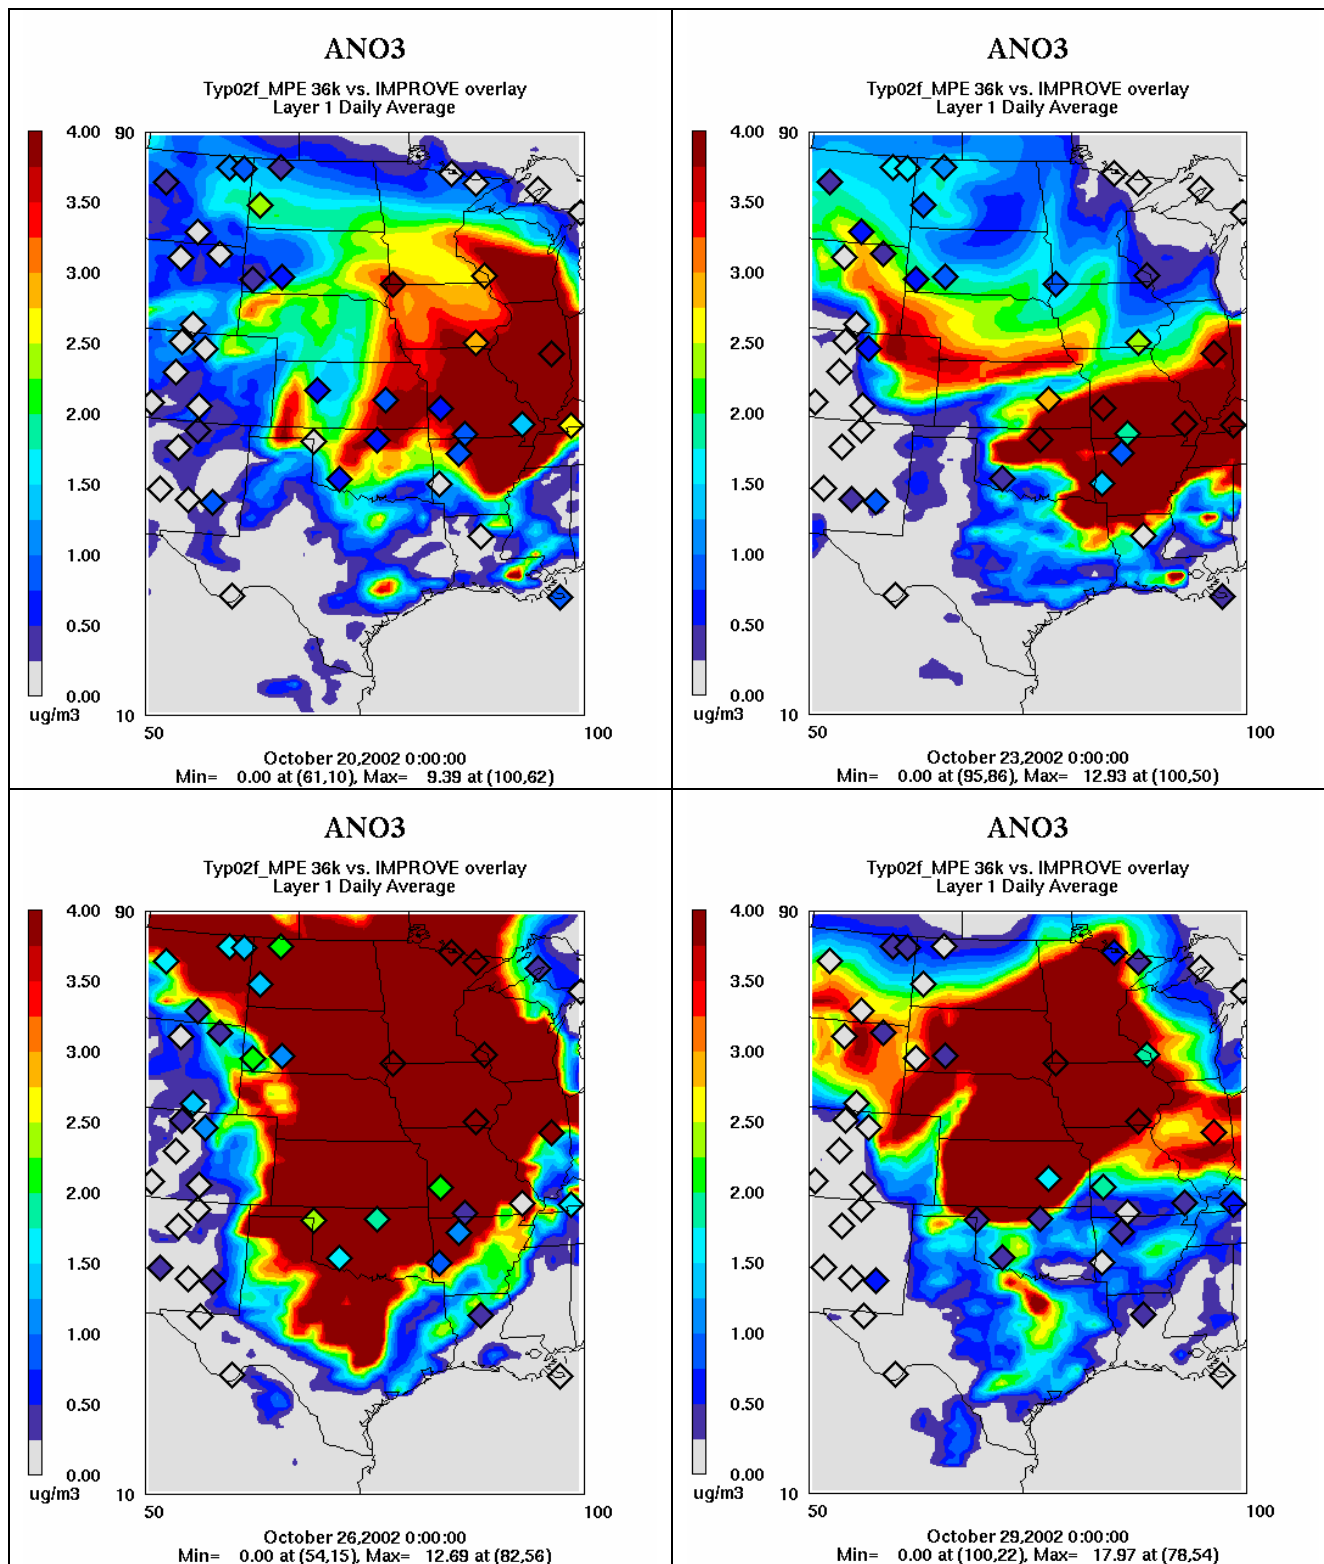 ANO3
Typ02f_MPE 36k vs. IMPROVE overlay
Layer 1 Daily Average
90
4.00
3.50
3.00
2.50
2.00
1.50
1.00
0.50
0.00
ug/m3
10
50
100
October 20,2002 0:00:00
Min= 0.00 at (61,10), Max= 9.39 at (100,62)
ANO3
Typ02f_MPE 36k vs. IMPROVE overlay
Layer 1 Daily Average
90
4.00
3.50
3.00
2.50
2.00
1.50
1.00
0.50
0.00
ug/m3
10
50
100
October 23,2002 0:00:00
Min= 0.00 at (95,86), Max= 12.93 at (100,50)
ANO3
Typ02f_MPE 36k vs. IMPROVE overlay
Layer 1 Daily Average
90
4.00
3.50
3.00
2.50
2.00
1.50
1.00
0.50
0.00
ug/m3
10
50
100
October 26,2002 0:00:00
Min= 0.00 at (54,15), Max= 12.69 at (82,56)
ANO3
Typ02f_MPE 36k vs. IMPROVE overlay
Layer 1 Daily Average
90
4.00
3.50
3.00
2.50
2.00
1.50
1.00
0.50
0.00
ug/m3
10
50
100
October 29,2002 0:00:00
Min= 0.00 at (100,22), Max= 17.97 at (78,54)